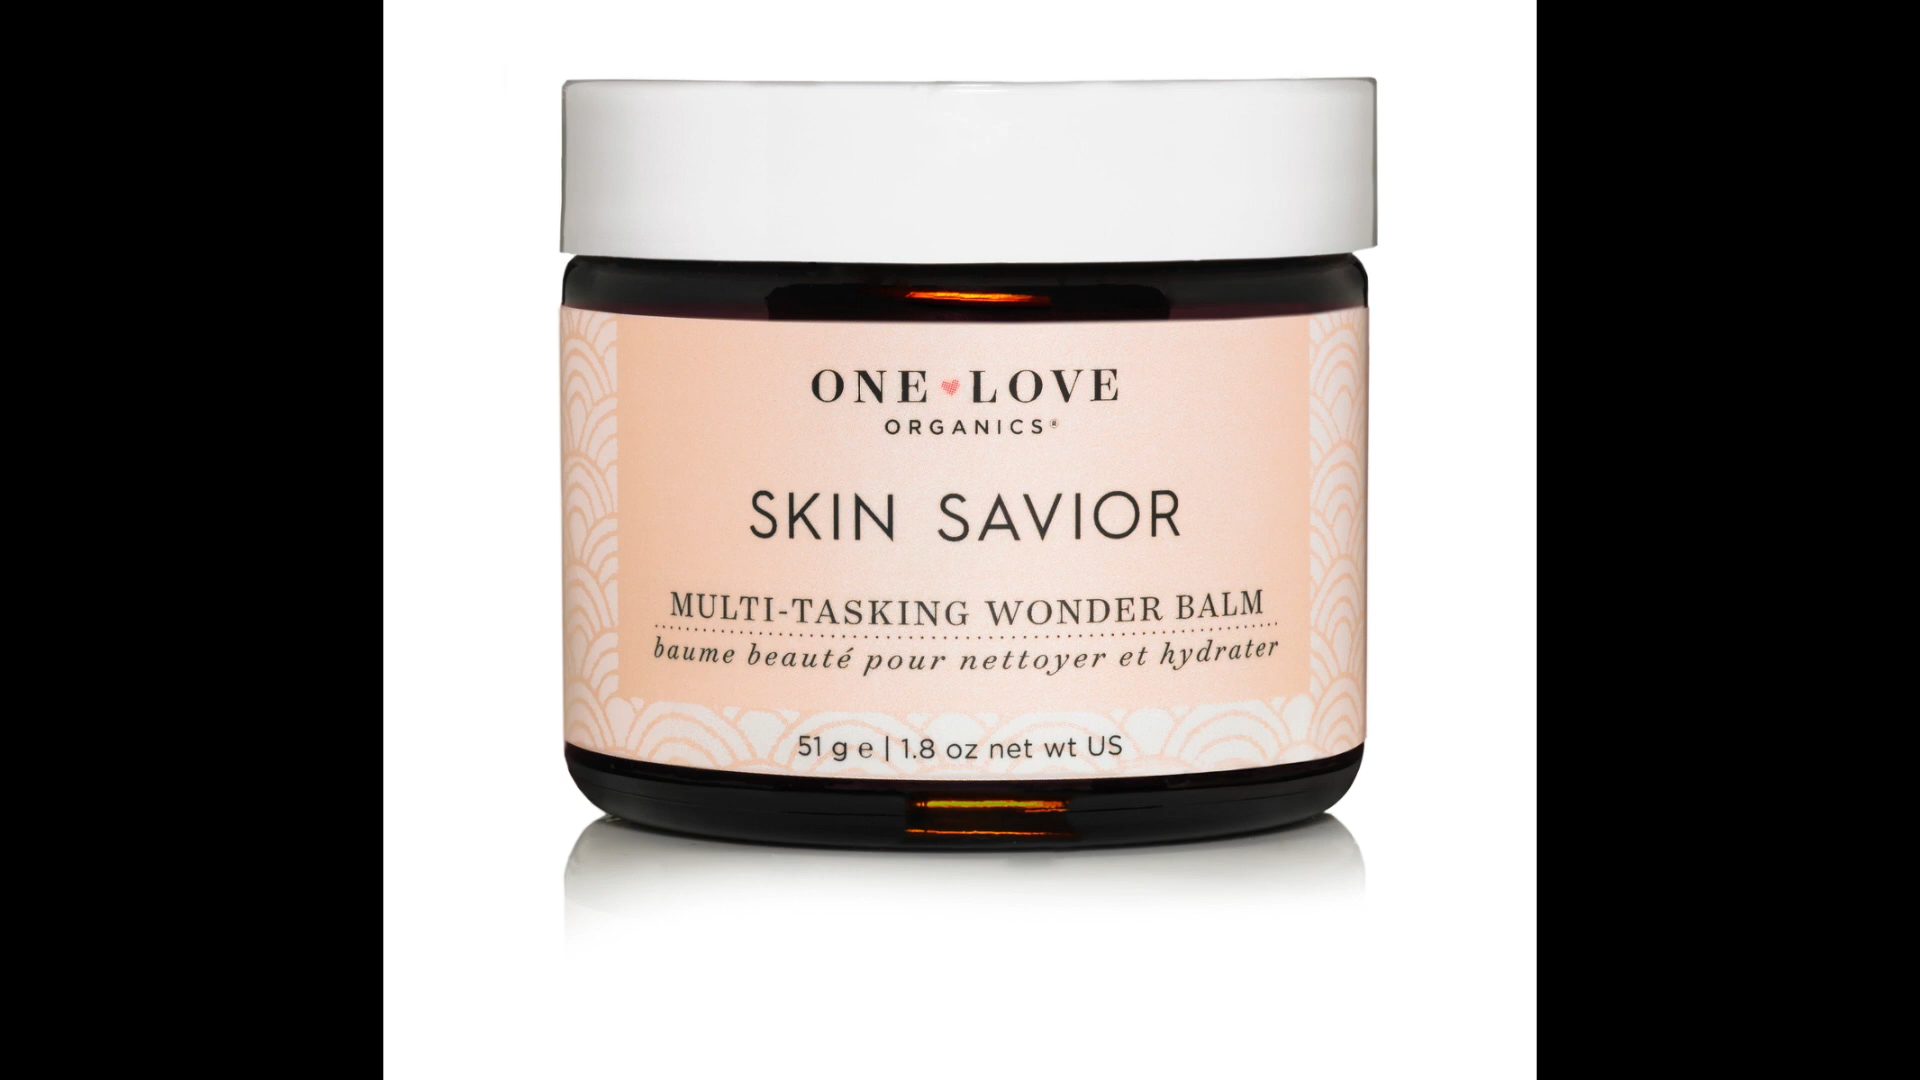 ONE LOVE
ORGANICS®
SKIN SAVIOR
MULTI-TASKING WONDER BALM
baume beauté pour nettoyer et hydrater
51 g e | 1.8 oz net wt US